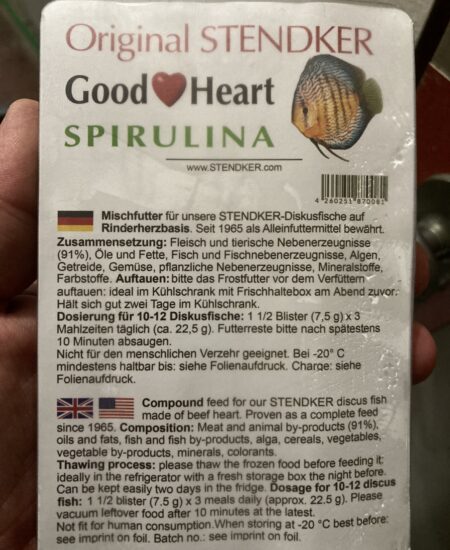 Original STENDKER
Good Heart
SPIRULINA
www.STENDKER.com
4 260251 870081
Mischfutter für unsere STENDKER-Diskusfische auf
Rinderherzbasis. Seit 1965 als Alleinfuttermittel bewährt.
Zusammensetzung: Fleisch und tierische Nebenerzeugnisse
(91%), Öle und Fette, Fisch und Fischnebenerzeugnisse, Algen,
Getreide, Gemüse, pflanzliche Nebenerzeugnisse, Mineralstoffe,
Farbstoffe. Auftauen: bitte das Frostfutter vor dem Verfüttern
auftauen: ideal im Kühlschrank mit Frischhaltebox am Abend zuvor.
Hält sich gut zwei Tage im Kühlschrank.
Dosierung für 10-12 Diskusfische: 1 1/2 Blister (7,5 g) x 3
Mahlzeiten täglich (ca. 22,5 g). Futterreste bitte nach spätestens
10 Minuten absaugen.
Nicht für den menschlichen Verzehr geeignet. Bei -20° C
mindestens haltbar bis: siehe Folienaufdruck. Charge: siehe
Folienaufdruck.
Compound feed for our STENDKER discus fish
made of beef heart. Proven as a complete feed
since 1965. Composition: Meat and animal by-products (91%),
oils and fats, fish and fish by-products, alga, cereals, vegetables,
vegetable by-products, minerals, colorants.
Thawing process: please thaw the frozen food before feeding it;
ideally in the refrigerator with a fresh storage box the night before.
Can be kept easily two days in the fridge. Dosage for 10-12 discus
fish: 1 1/2 blister (7.5g) x 3 meals daily (approx. 22.5 g). Please
vacuum leftover food after 10 minutes at the latest.
Not fit for human consumption.When storing at -20 °C best before:
see imprint on foil. Batch no.: see imprint on foil.